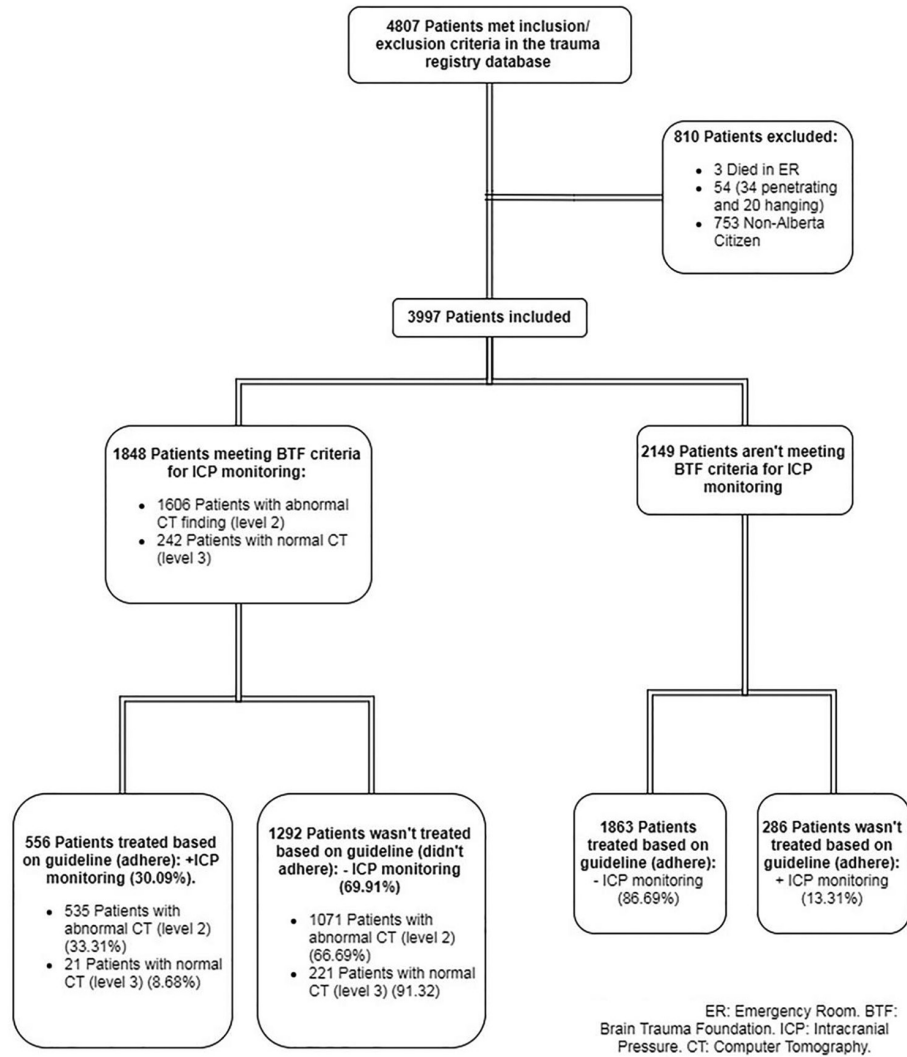 4807 Patients met inclusion/
exclusion criteria in the trauma
registry database
810 Patients excluded:
• 3 Died in ER
• 54 (34 penetrating
and 20 hanging)
• 753 Non-Alberta
Citizen
3997 Patients included
1848 Patients meeting BTF criteria
for ICP monitoring:
• 1606 Patients with abnormal
CT finding (level 2)
• 242 Patients with normal CT
(level 3)
2149 Patients aren't meeting
BTF criteria for ICP
monitoring
556 Patients treated based
on guideline (adhere): +ICP
monitoring (30.09%).
• 535 Patients with
abnormal CT (level 2)
(33.31%)
• 21 Patients with normal
CT (level 3) (8.68%)
1292 Patients wasn't treated
based on guideline (didn't
adhere): - ICP monitoring
(69.91%)
• 1071 Patients with
abnormal CT (level 2)
(66.69%)
• 221 Patients with normal
CT (level 3) (91.32)
1863 Patients
treated based on
guideline (adhere):
- ICP monitoring
(86.69%)
286 Patients wasn't
treated based on
guideline (adhere):
+ ICP monitoring
(13.31%)
ER: Emergency Room. BTF:
Brain Trauma Foundation. ICP: Intracranial
Pressure. CT: Computer Tomography.